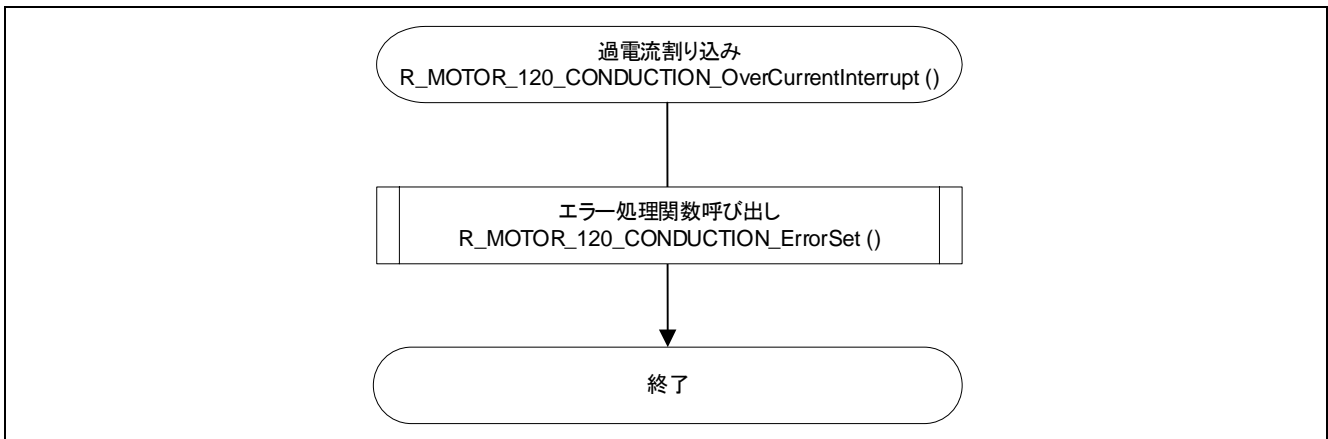 過電流割り込み
R_MOTOR_120_CONDUCTION_OverCurrentInterrupt ()
エラー処理関数呼び出し
R_MOTOR_120_CONDUCTION_ErrorSet ()
終了